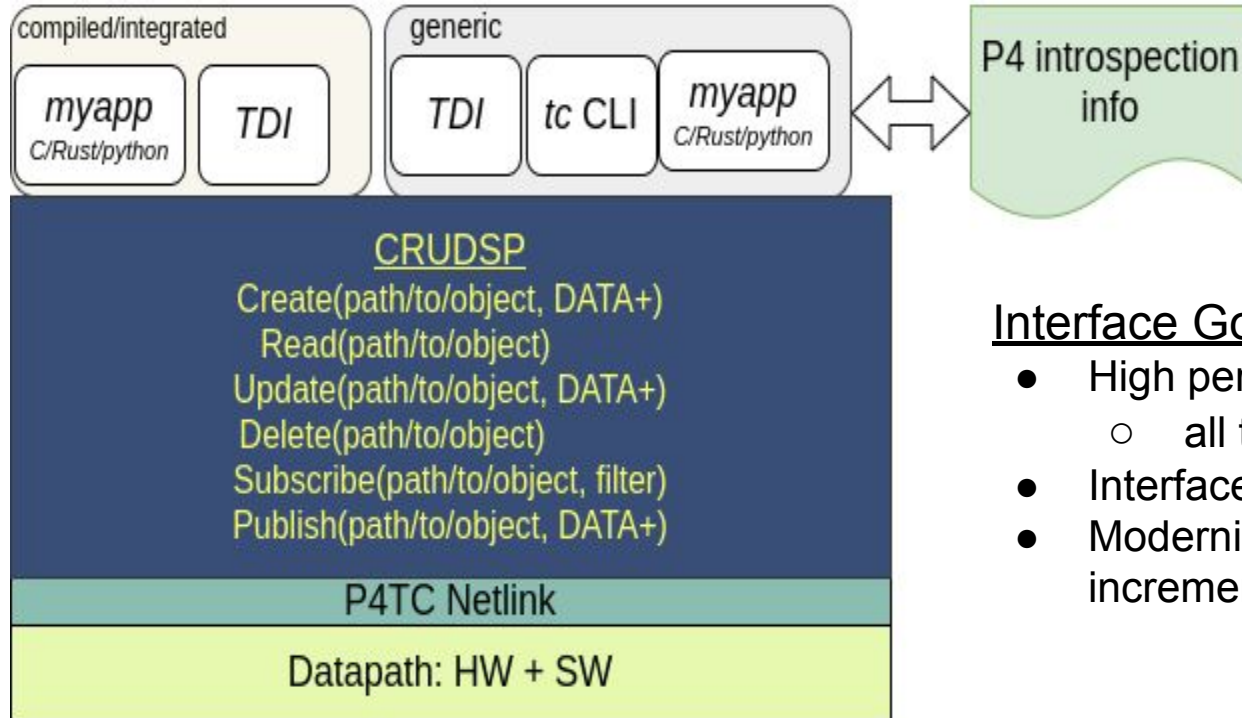 compiled/integrated
myapp
C/Rust/python
TDI
generic
TDI
tc CLI
myapp
C/Rust/python
P4 introspection
info
CRUDSP
Create(path/to/object, DATA+)
Read(path/to/object)
Update(path/to/object, DATA+)
Delete(path/to/object)
Subscribe(path/to/object, filter)
Publish(path/to/object, DATA+)
P4TC Netlink
Datapath: HW + SW
Interface
● High
○ all
● Interface
●